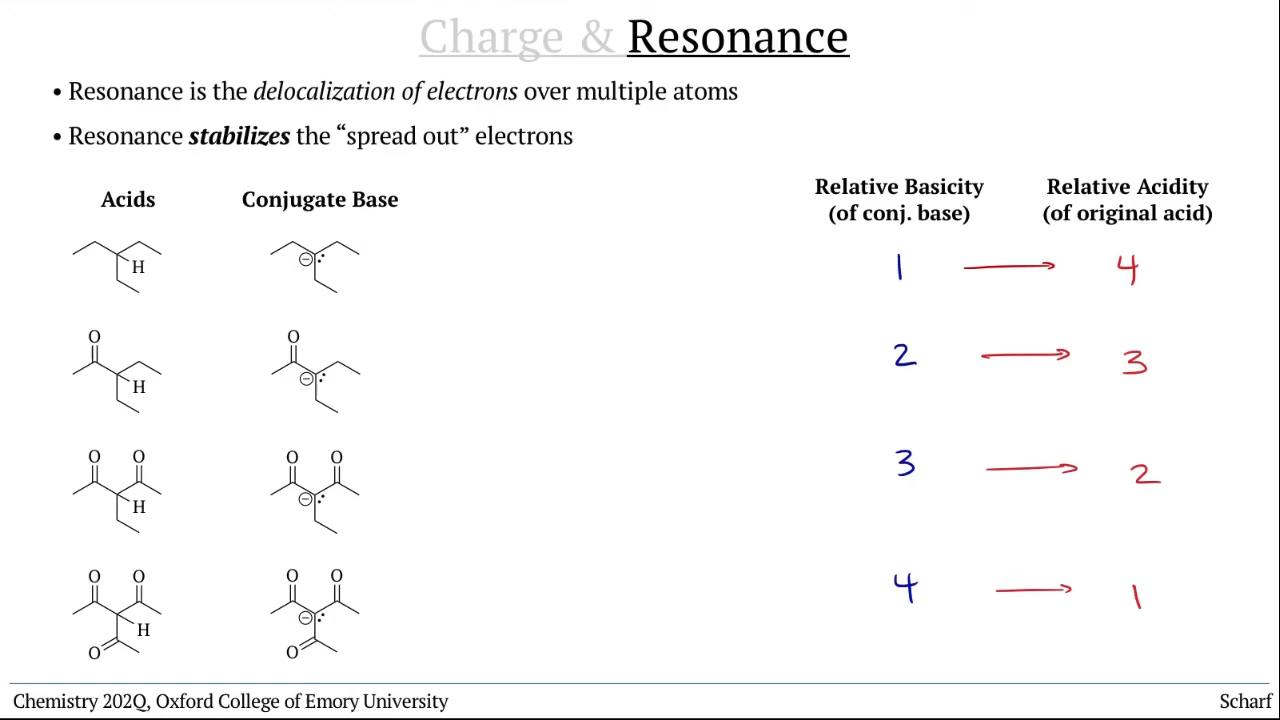 Charge & Resonance
• Resonance is the delocalization of electrons over multiple atoms
• Resonance stabilizes the “spread out” electrons
Acids
Conjugate Base
Relative Basicity
(of conj. base)
Relative Acidity
(of original acid)
H
1 → 4
O
H
O
2 → 3
O O
H
O O
3 → 2
O O
H
O
O O
O
4 → 1
Chemistry 202Q, Oxford College of Emory University
Scharf